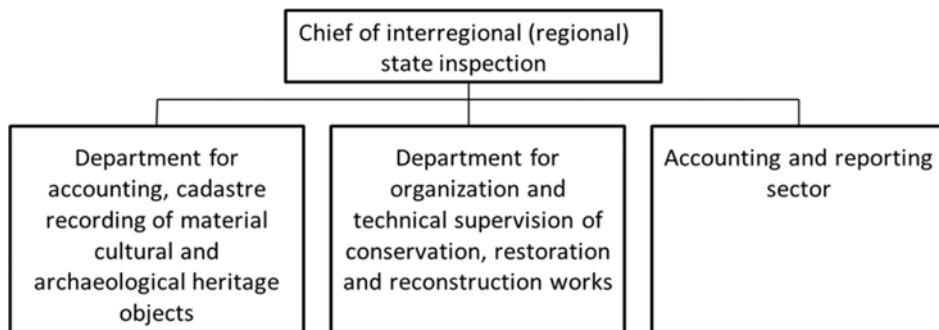 Chief of interregional (regional)
state inspection
Department for
accounting, cadastre
recording of material
cultural and
archaeological heritage
objects
Department for
organization and
technical supervision of
conservation, restoration
and reconstruction works
Accounting and reporting
sector